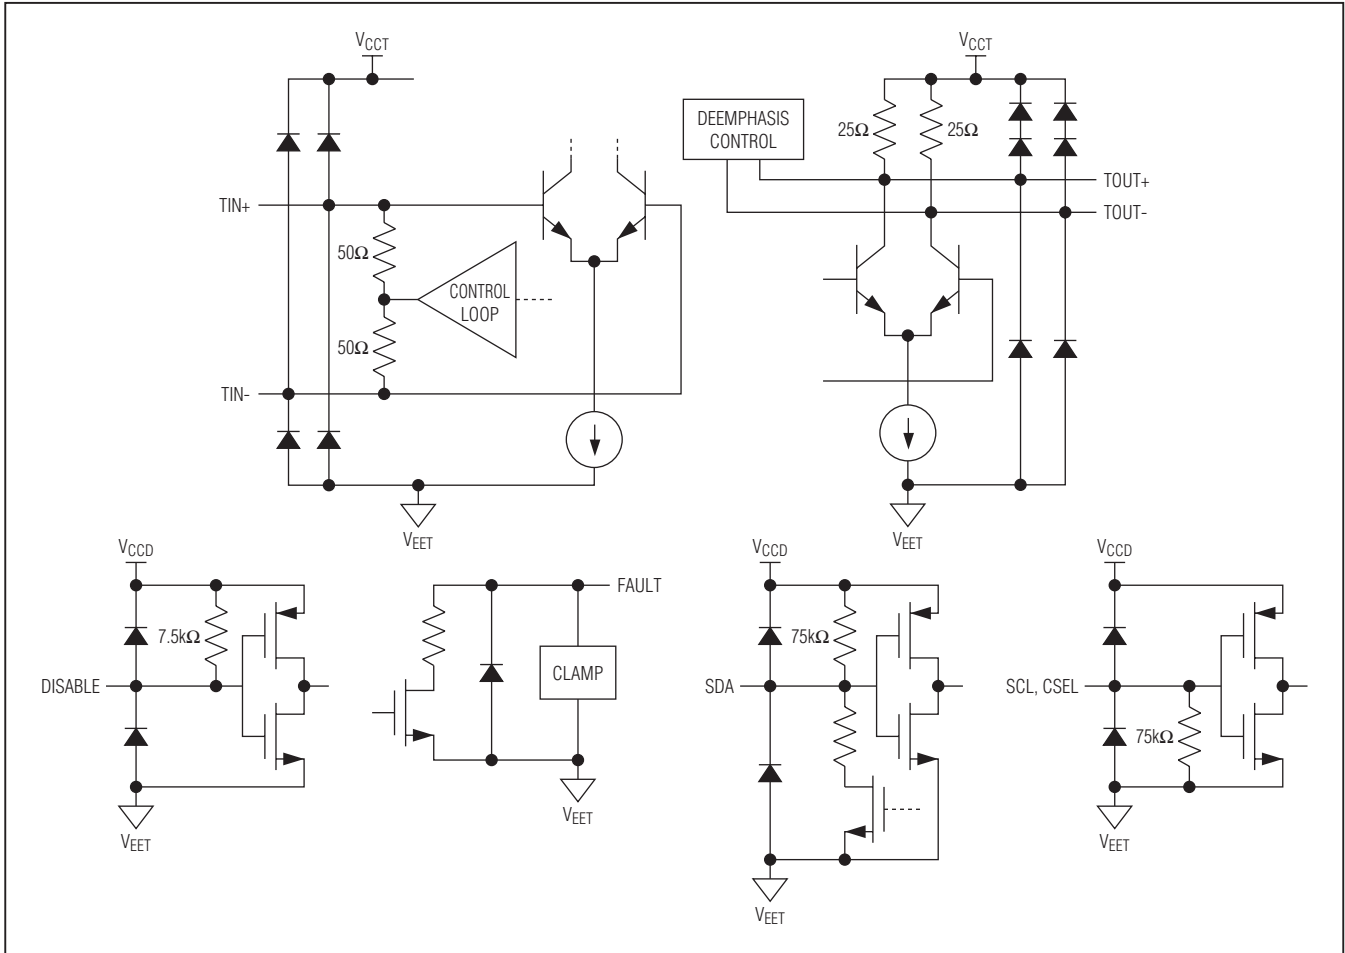 VCCT
TIN+
50Ω
CONTROL
LOOP
50Ω
TIN-
VEET
VCCT
DEEMPHASIS
CONTROL
25Ω
25Ω
TOUT+
TOUT-
VEET
VCCD
7.5kΩ
DISABLE
VEET
FAULT
CLAMP
VEET
VCCD
75kΩ
SDA
VEET
VCCD
SCL, CSEL
75kΩ
VEET